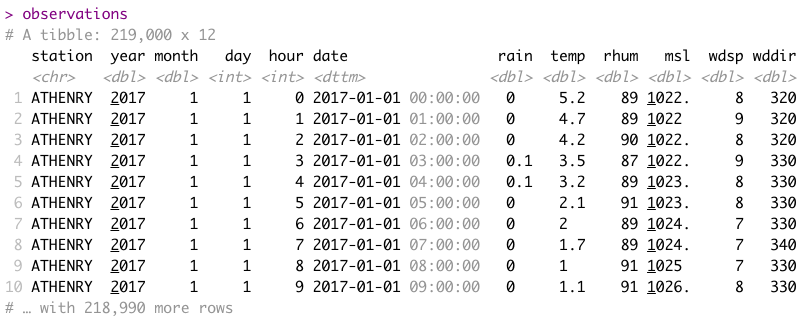 > observations
# A tibble: 219,000 x 12
station year month day hour date rain temp rhum msl wdsp wddir
<chr> <dbl> <dbl> <int> <int> <dttm> <dbl> <dbl> <dbl> <dbl> <dbl> <dbl>
1 ATHENRY 2017 1 1 0 2017-01-01 00:00:00 0 5.2 89 1022. 8 320
2 ATHENRY 2017 1 1 1 2017-01-01 01:00:00 0 4.7 89 1022 9 320
3 ATHENRY 2017 1 1 2 2017-01-01 02:00:00 0 4.2 90 1022. 8 320
4 ATHENRY 2017 1 1 3 2017-01-01 03:00:00 0.1 3.5 87 1022. 9 330
5 ATHENRY 2017 1 1 4 2017-01-01 04:00:00 0.1 3.2 89 1023. 8 330
6 ATHENRY 2017 1 1 5 2017-01-01 05:00:00 0 2.1 91 1023. 8 330
7 ATHENRY 2017 1 1 6 2017-01-01 06:00:00 0 2 89 1024. 7 330
8 ATHENRY 2017 1 1 7 2017-01-01 07:00:00 0 1.7 89 1024. 7 340
9 ATHENRY 2017 1 1 8 2017-01-01 08:00:00 0 1 91 1025 7 330
10 ATHENRY 2017 1 1 9 2017-01-01 09:00:00 0 1.1 91 1026. 8 330
# … with 218,990 more rows